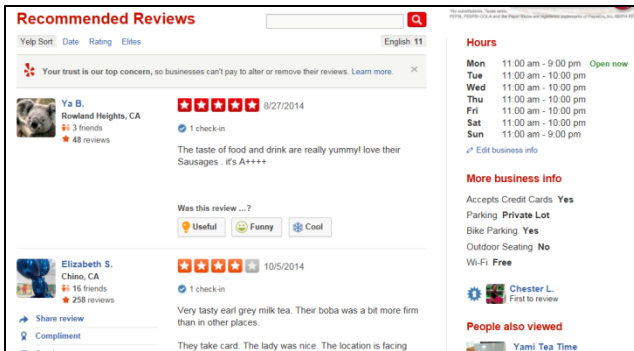 Recommended Reviews
Yelp Sort Date Rating Elites
English 11
Your trust is our top concern, so businesses can't pay to alter or remove their reviews. Learn more. ×
Ya B.
Rowland Heights, CA
3 friends
48 reviews
8/27/2014
1 check-in
The taste of food and drink are really yummyI love their
Sausages . it's A++++
Was this review ...?
Useful
Funny
Cool
Elizabeth S.
Chino, CA
16 friends
258 reviews
Share review
Compliment
10/5/2014
1 check-in
Very tasty earl grey milk tea. Their boba was a bit more firm
than in other places.
They take card. The lady was nice. The location is facing
Hours
Mon 11:00 am - 9:00 pm Open now
Tue 11:00 am - 10:00 pm
Wed 11:00 am - 10:00 pm
Thu 11:00 am - 10:00 pm
Fri 11:00 am - 10:00 pm
Sat 11:00 am - 10:00 pm
Sun 11:00 am - 9:00 pm
Edit business info
More business info
Accepts Credit Cards Yes
Parking Private Lot
Bike Parking Yes
Outdoor Seating No
Wi-Fi Free
Chester L.
First to review
People also viewed
Yami Tea Time